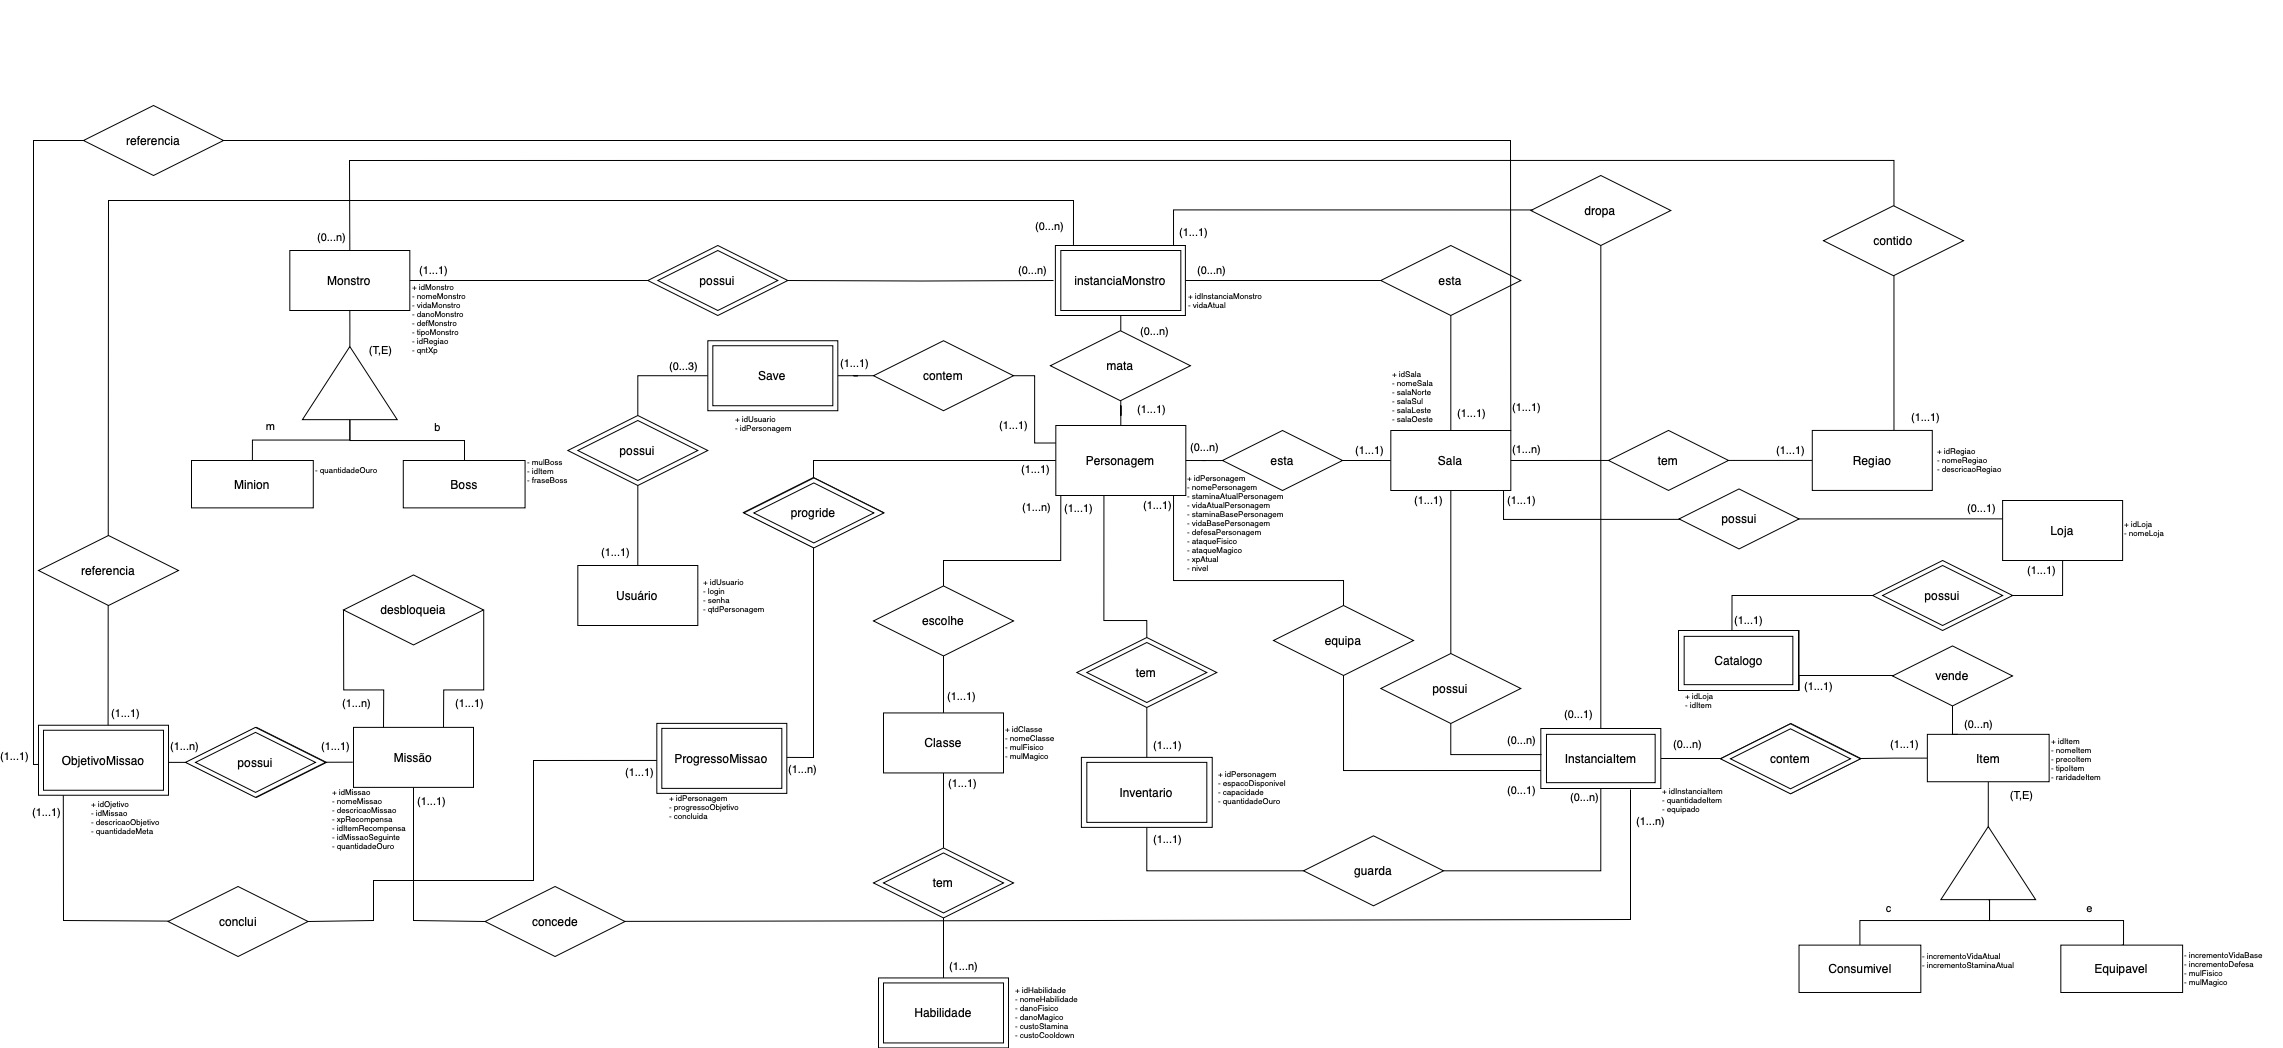 referencia
dropa
contido
(0...n)
(0...n)
(1...1)
Monstro
(1...1)
possui
(0...n)
instanciaMonstro
(0...n)
esta
+ idMonstro
- nomeMonstro
- vidaMonstro
- danoMonstro
- defMonstro
- tipoMonstro
- idRegiao
- qntXp
+ idInstanciaMonstro
- vidaAtual
(T,E)
(0...n)
mata
(1...1)
(0...3)
Save
(1...1)
contem
(1...1)
+ idUsuario
- idPersonagem
+ idSala
- nomeSala
- salaNorte
- salaSul
- salaLeste
- salaOeste
(1...1)
(1...1)
(1...1)
m
b
Minion
- quantidadeOuro
Boss
- mulBoss
- idItem
- fraseBoss
possui
(1...1)
Personagem
(0...n)
esta
(1...1)
Sala
(1...n)
tem
(1...1)
Regiao
+ idRegiao
- nomeRegiao
- descricaoRegiao
+ idPersonagem
- nomePersonagem
- staminaAtualPersonagem
- vidaAtualPersonagem
- staminaBasePersonagem
- vidaBasePersonagem
- defesaPersonagem
- ataqueFisico
- ataqueMagico
- xpAtual
- nivel
progride
(1...n)
(1...1)
(1...1)
(1...1)
(1...1)
possui
(0...1)
Loja
+ idLoja
- nomeLoja
(1...1)
(1...1)
Usuário
+ idUsuario
- login
- senha
- qtdPersonagem
referencia
desbloqueia
escolhe
equipa
possui
(1...1)
Catalogo
+ idLoja
- idItem
(1...1)
vende
(0...n)
tem
possui
(1...n)
(1...1)
(1...1)
(1...1)
(0...1)
(1...1)
ObjetivoMissao
(1...n)
possui
(1...1)
Missão
ProgressoMissao
(1...1)
(1...n)
Classe
+ idClasse
- nomeClasse
- mulFisico
- mulMagico
(1...1)
(1...1)
(0...n)
InstanciaItem
(0...n)
contem
(1...1)
Item
+ idItem
- nomeItem
- precoItem
- tipoItem
- raridadeItem
(T,E)
(1...1)
+ idOjetivo
- idMissao
- descricaoObjetivo
- quantidadeMeta
+ idMissao
- nomeMissao
- descricaoMissao
- xpRecompensa
- idItemRecompensa
- idMissaoSeguinte
- quantidadeOuro
(1...1)
+ idPersonagem
- progressoObjetivo
- concluida
Inventario
+ idPersonagem
- espacoDisponivel
- capacidade
- quantidadeOuro
(0...1)
(0...n)
+ idInstanciaItem
- quantidadeItem
- equipado
(1...n)
(1...1)
guarda
tem
conclui
concede
c
e
Consumivel
- incrementoVidaAtual
- incrementoStaminaAtual
Equipavel
- incrementoVidaBase
- incrementoDefesa
- mulFisico
- mulMagico
(1...n)
Habilidade
+ idHabilidade
- nomeHabilidade
- danoFisico
- danoMagico
- custoStamina
- custoCooldown